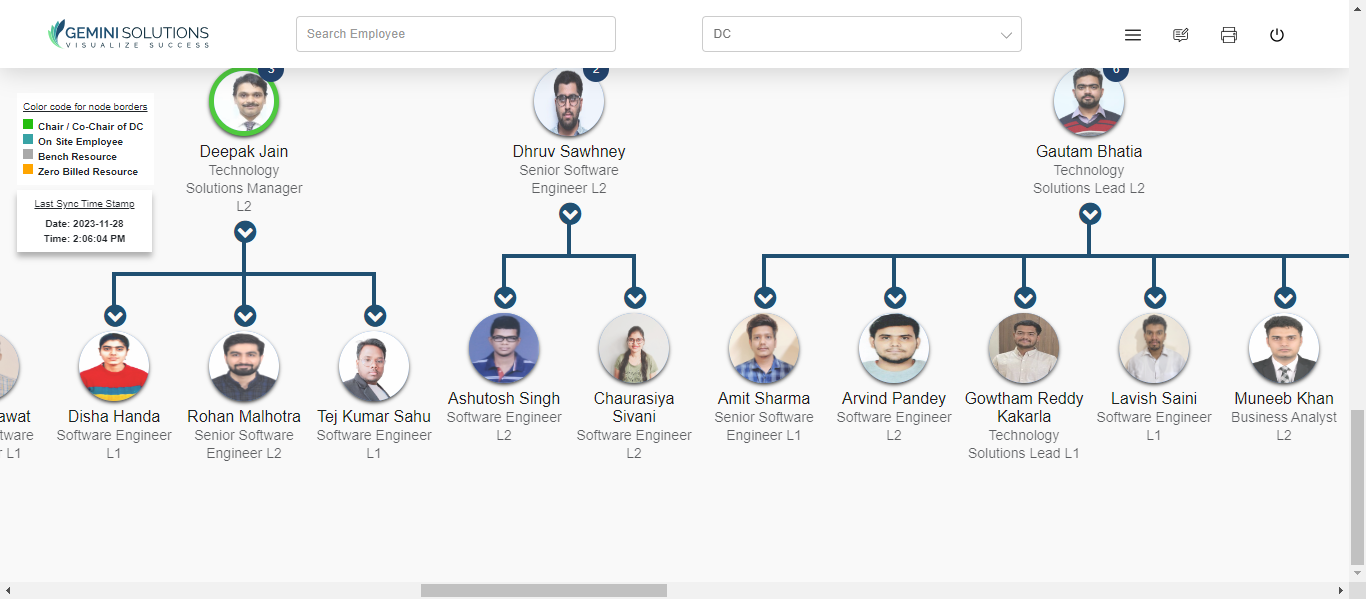 GEMINI SOLUTIONS
VISUALIZE SUCCESS
Search Employee
DC
3
2
6
Color code for node borders
Chair / Co-Chair of DC
On Site Employee
Bench Resource
Zero Billed Resource
Last Sync Time Stamp
Date: 2023-11-28
Time: 2:06:04 PM
Deepak Jain
Technology
Solutions Manager
L2
Dhruv Sawhney
Senior Software
Engineer L2
Gautam Bhatia
Technology
Solutions Lead L2
awat
tware
r L1
Disha Handa
Software Engineer
L1
Rohan Malhotra
Senior Software
Engineer L2
Tej Kumar Sahu
Software Engineer
L1
Ashutosh Singh
Software Engineer
L2
Chaurasiya
Sivani
Software Engineer
L2
Amit Sharma
Senior Software
Engineer L1
Arvind Pandey
Software Engineer
L2
Gowtham Reddy
Kakarla
Technology
Solutions Lead L1
Lavish Saini
Software Engineer
L1
Muneeb Khan
Business Analyst
L2